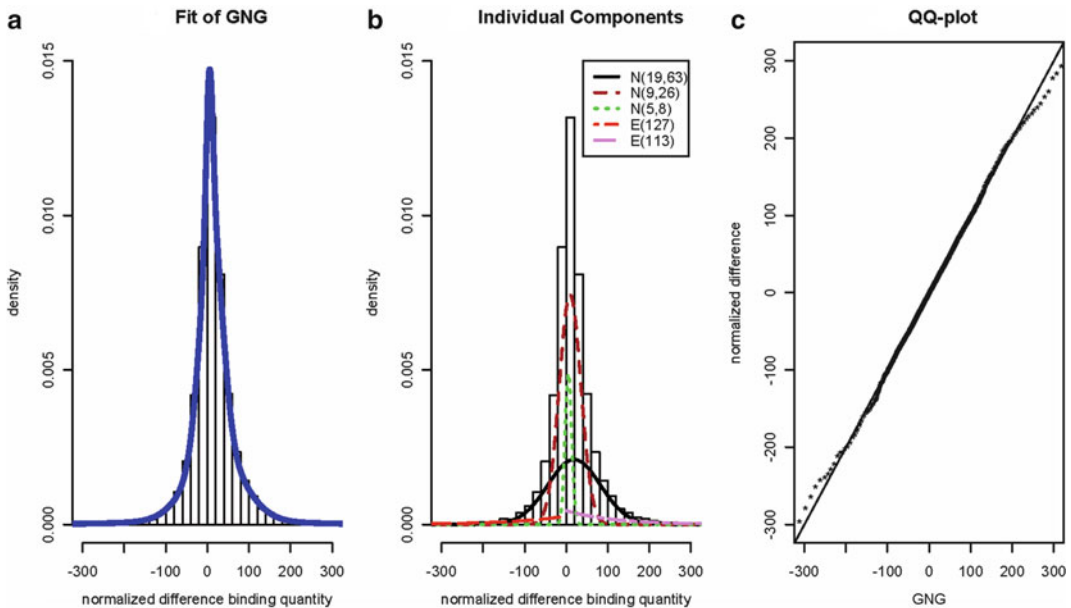 a
Fit of GNG
density
0.015
0.010
0.005
0.000
-300
-200
-100
0
100
200
300
normalized difference binding quantity
b
Individual Components
density
0.015
0.010
0.005
0.000
N(19,63)
N(9,26)
N(5,8)
E(127)
E(113)
-300
-200
-100
0
100
200
300
normalized difference binding quantity
c
QQ-plot
normalized difference
300
200
100
0
-100
-200
-300
-300
-200
-100
0
100
200
300
GNG